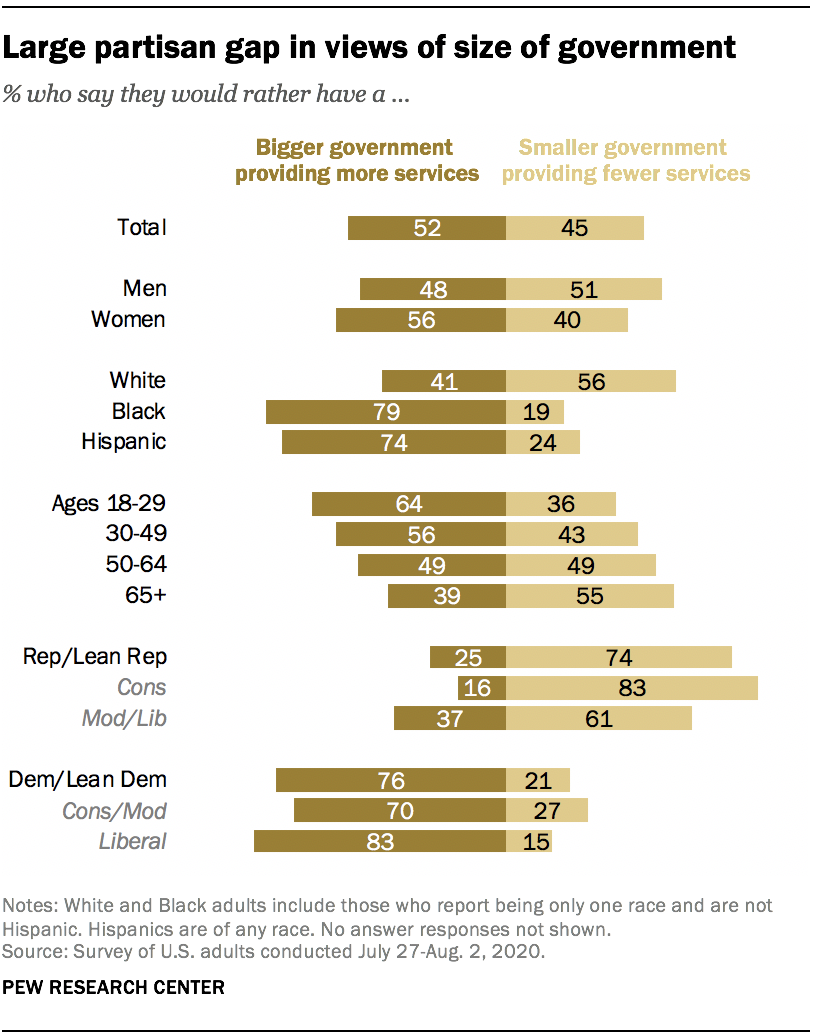 Large partisan gap in views of size of government
% who say they would rather have a ...
Bigger government providing more services
Smaller government providing fewer services
Total 52 45
Men 48 51
Women 56 40
White 41 56
Black 79 19
Hispanic 74 24
Ages 18-29 64 36
30-49 56 43
50-64 49 49
65+ 39 55
Rep/Lean Rep 25 74
Cons 16 83
Mod/Lib 37 61
Dem/Lean Dem 76 21
Cons/Mod 70 27
Liberal 83 15
Notes: White and Black adults include those who report being only one race and are not
Hispanic. Hispanics are of any race. No answer responses not shown.
Source: Survey of U.S. adults conducted July 27-Aug. 2, 2020.
PEW RESEARCH CENTER